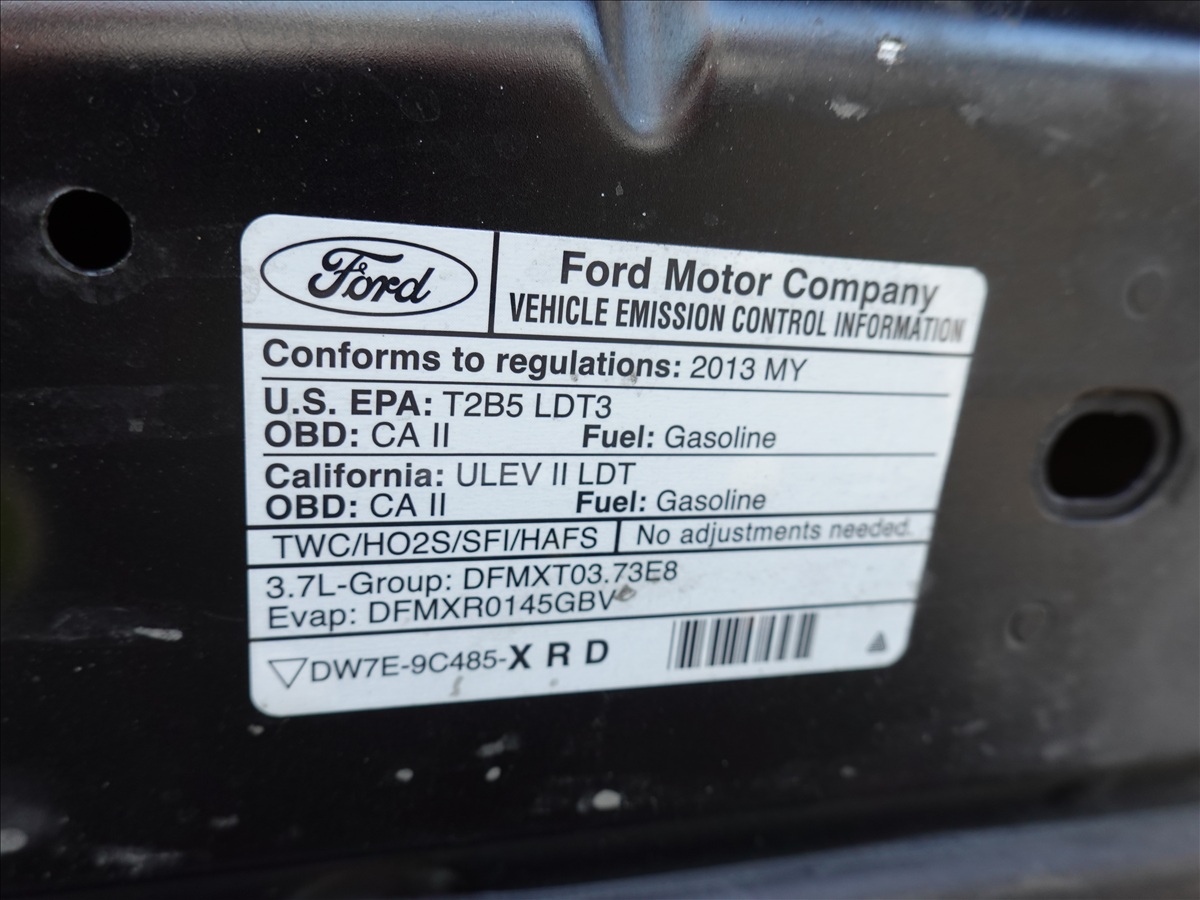 Ford
Ford Motor Company
VEHICLE EMISSION CONTROL INFORMATION
Conforms to regulations: 2013 MY
U.S. EPA: T2B5 LDT3
OBD: CA II Fuel: Gasoline
California: ULEV II LDT
OBD: CA II Fuel: Gasoline
TWC/HO2S/SFI/HAFS No adjustments needed.
3.7L-Group: DFMXT03.73E8
Evap: DFMXR0145GBV
DW7E-9C485-X R D